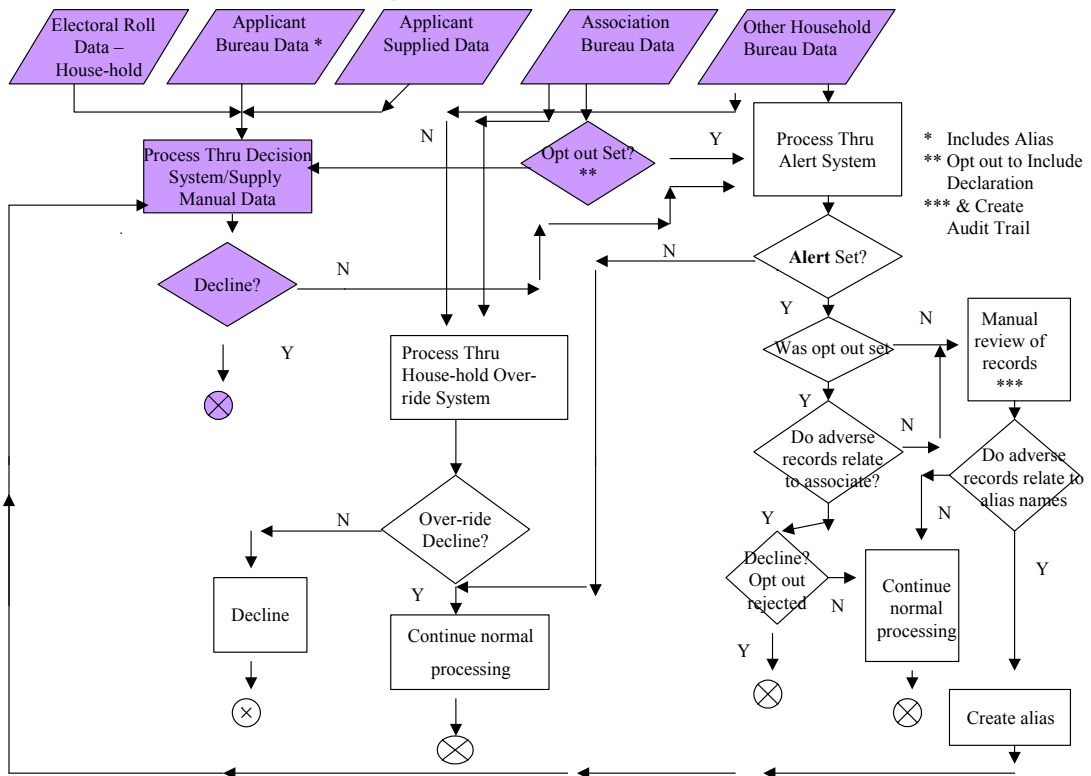 Electoral Roll
Data –
House-hold
Applicant
Bureau Data *
Applicant
Supplied Data
Association
Bureau Data
Other Household
Bureau Data
N
Y
Process Thru Decision
System/Supply
Manual Data
Opt out Set?
**
Process Thru
Alert System
* Includes Alias
** Opt out to Include
Declaration
*** & Create
Audit Trail
Decline?
N
Y
Alert Set?
N
Y
Was opt out set
N
Y
Manual
review of
records
***
Process Thru
House-hold Over-
ride System
Do adverse
records relate
to associate?
N
Y
Do adverse
records relate to
alias names
N
Y
Over-ride
Decline?
N
Y
Decline
Continue normal
processing
Decline?
Opt out
rejected
N
Y
Continue
normal
processing
Create alias